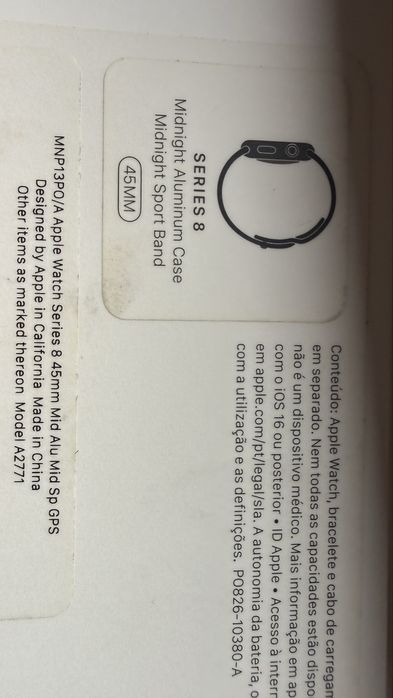 SERIES 8
Midnight Aluminum Case
Midnight Sport Band
45MM
MNP13PO/A Apple Watch Series 8 45mm Mid Alu Mid Sp GPS
Designed by Apple in California Made in China
Other items as marked thereon Model A2771
Conteúdo: Apple Watch, bracelete e cabo de carregam
em separado. Nem todas as capacidades estão dispo
não é um dispositivo médico. Mais informação em a
com o iOS 16 ou posterior • ID Apple • Acesso à inter
em apple.com/pt/legal/sla. A autonomia da bateria,
com a utilização e as definições. P0826-10380-A